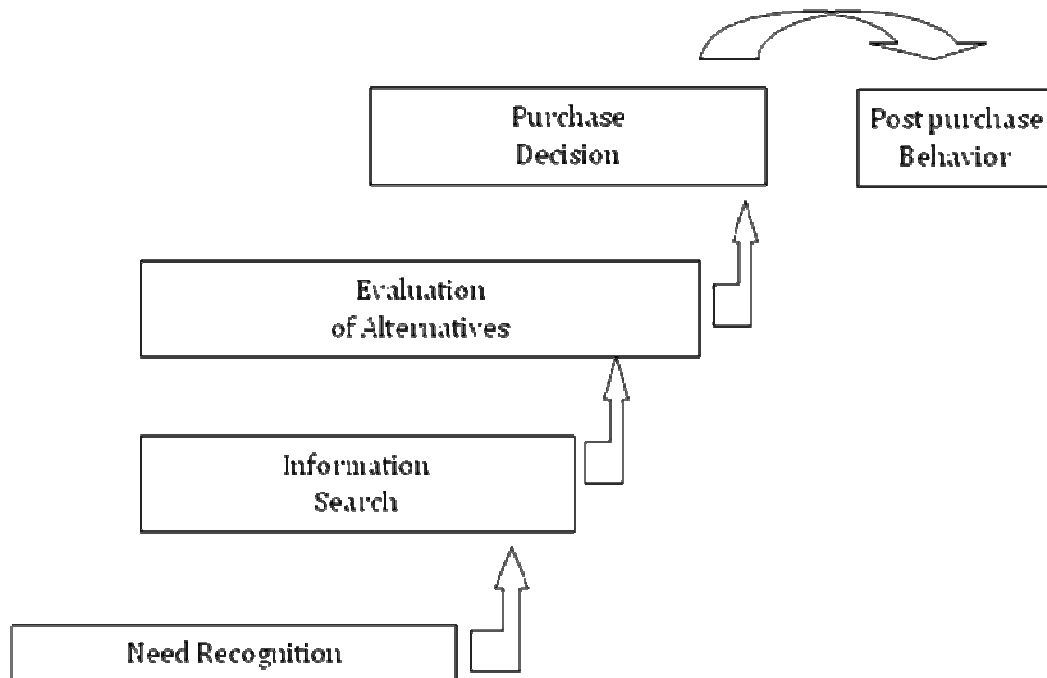 Purchase
Decision
Post purchase
Behavior
Evaluation
of Alternatives
Information
Search
Need Recognition